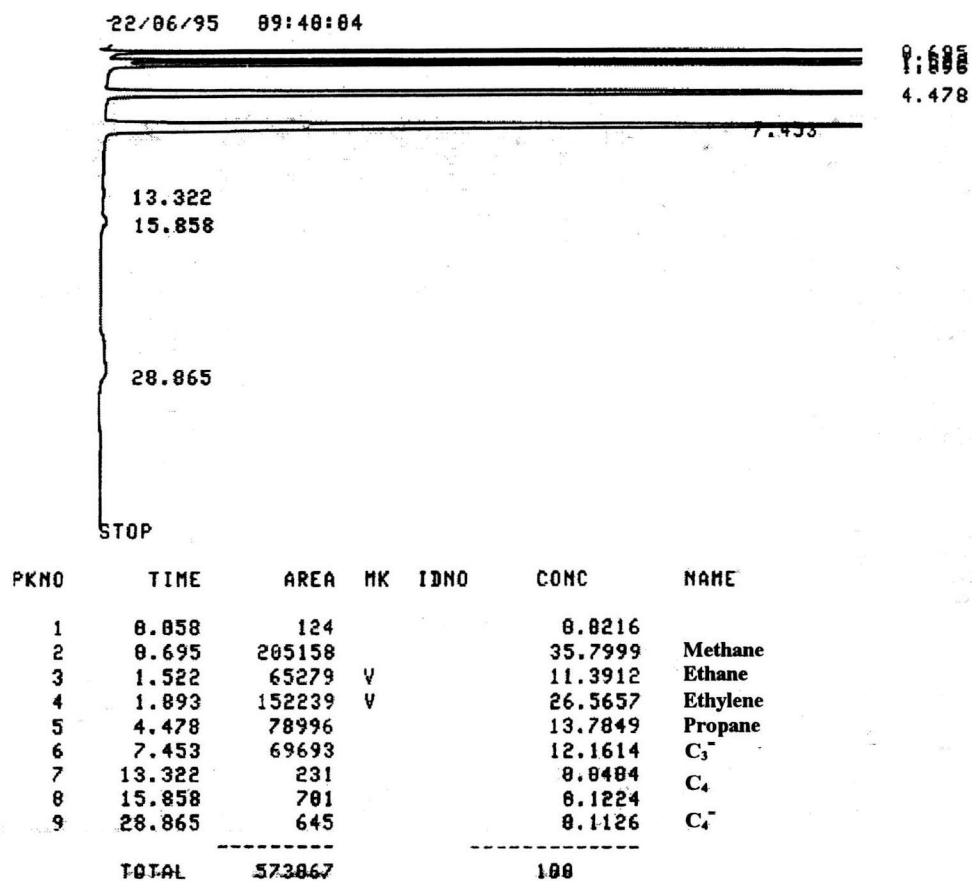 22/06/95 09:40:04
4.478
7.453
13.322
15.858
28.865
STOP
PKNO TIME AREA MK IDNO CONC NAME
1 0.058 124 0.0216
2 0.695 205158 35.7999 Methane
3 1.522 65279 V 11.3912 Ethane
4 1.893 152239 V 26.5657 Ethylene
5 4.478 78996 13.7849 Propane
6 7.453 69693 12.1614 C₃⁻
7 13.322 231 0.0404 C₄
8 15.858 701 0.1224
9 28.865 645 0.1126 C₄⁻
--------- -------------
TOTAL 573067 100